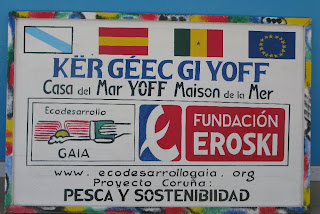 KËR GÉEC GI YOFF
Casa del Mar YOFF Maison de la Mer
Ecodesarrollo
GAIA
FUNDACIÓN
EROSKI
www.ecodesarrollogaia.org
Proyecto Coruña:
PESCA Y SOSTENIBIIDAD